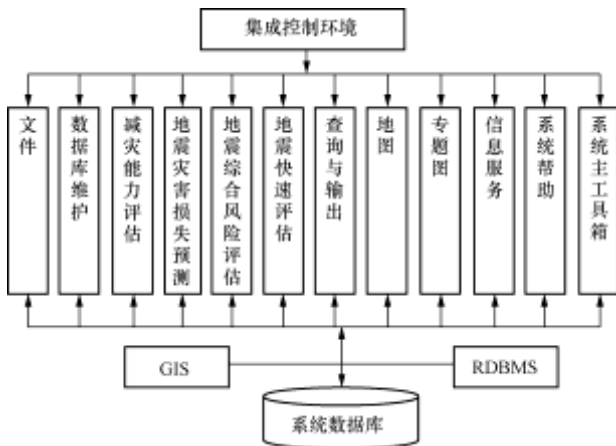 集成控制环境
文件
数据库维护
减灾能力评估
地震灾害损失预测
地震综合风险评估
地震快速评估
查询与输出
地图
专题图
信息服务
系统帮助
系统主工具箱
GIS
RDBMS
系统数据库